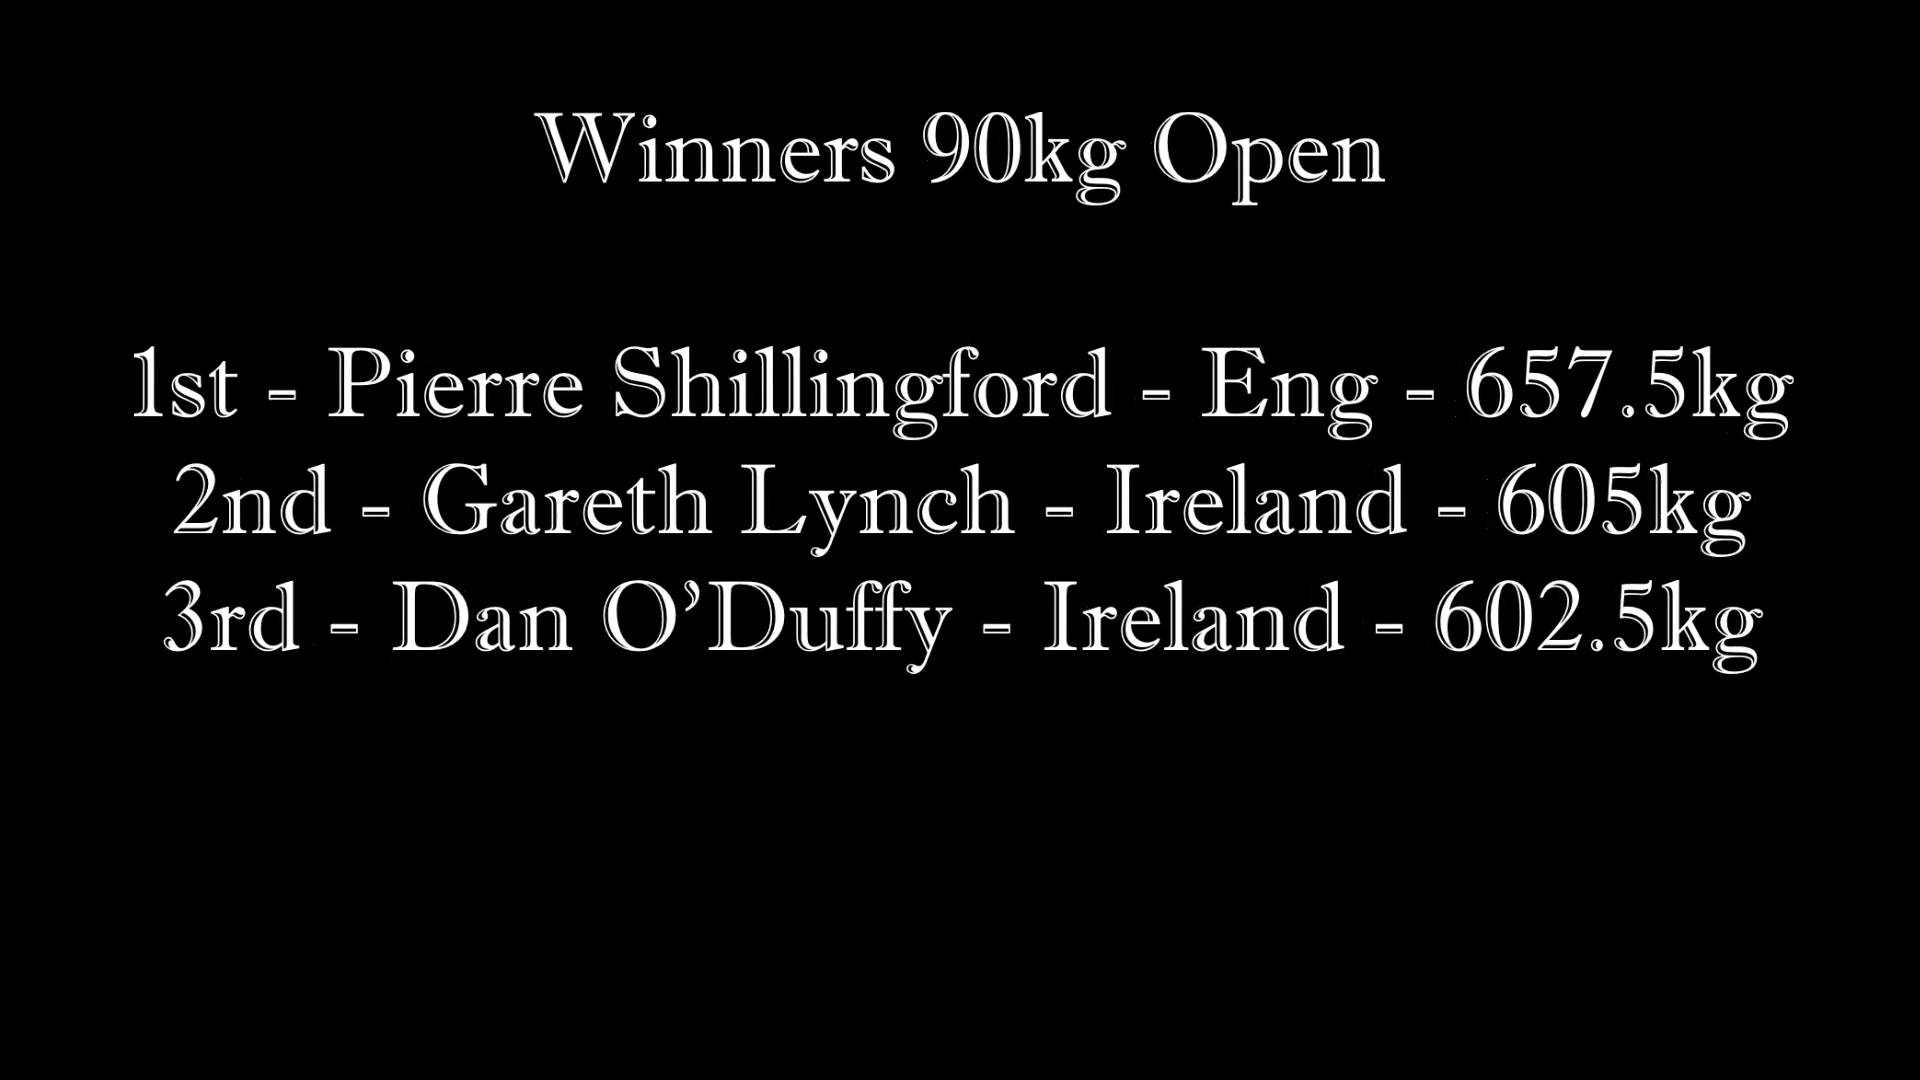 Winners 90kg Open
1st - Pierre Shillingford - Eng - 657.5kg
2nd - Gareth Lynch - Ireland - 605kg
3rd - Dan O’Duffy - Ireland - 602.5kg